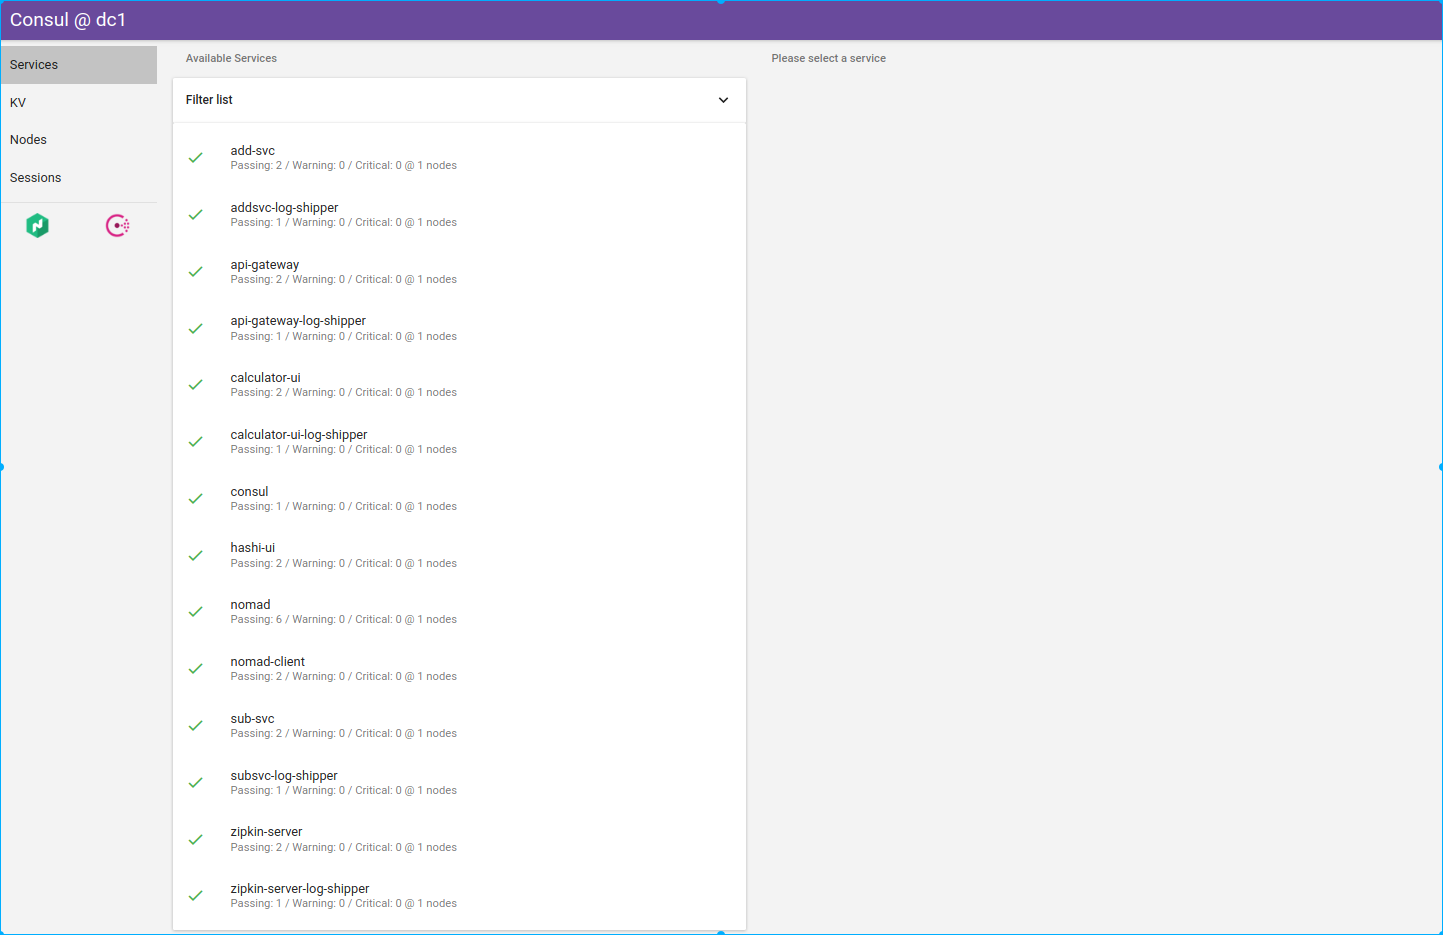 Consul @ dc1
Services
KV
Nodes
Sessions
Available Services
Filter list
add-svc
Passing: 2 / Warning: 0 / Critical: 0 @ 1 nodes
addsvc-log-shipper
Passing: 1 / Warning: 0 / Critical: 0 @ 1 nodes
api-gateway
Passing: 2 / Warning: 0 / Critical: 0 @ 1 nodes
api-gateway-log-shipper
Passing: 1 / Warning: 0 / Critical: 0 @ 1 nodes
calculator-ui
Passing: 2 / Warning: 0 / Critical: 0 @ 1 nodes
calculator-ui-log-shipper
Passing: 1 / Warning: 0 / Critical: 0 @ 1 nodes
consul
Passing: 1 / Warning: 0 / Critical: 0 @ 1 nodes
hashi-ui
Passing: 2 / Warning: 0 / Critical: 0 @ 1 nodes
nomad
Passing: 6 / Warning: 0 / Critical: 0 @ 1 nodes
nomad-client
Passing: 2 / Warning: 0 / Critical: 0 @ 1 nodes
sub-svc
Passing: 2 / Warning: 0 / Critical: 0 @ 1 nodes
subsvc-log-shipper
Passing: 1 / Warning: 0 / Critical: 0 @ 1 nodes
zipkin-server
Passing: 2 / Warning: 0 / Critical: 0 @ 1 nodes
zipkin-server-log-shipper
Passing: 1 / Warning: 0 / Critical: 0 @ 1 nodes
Please select a service